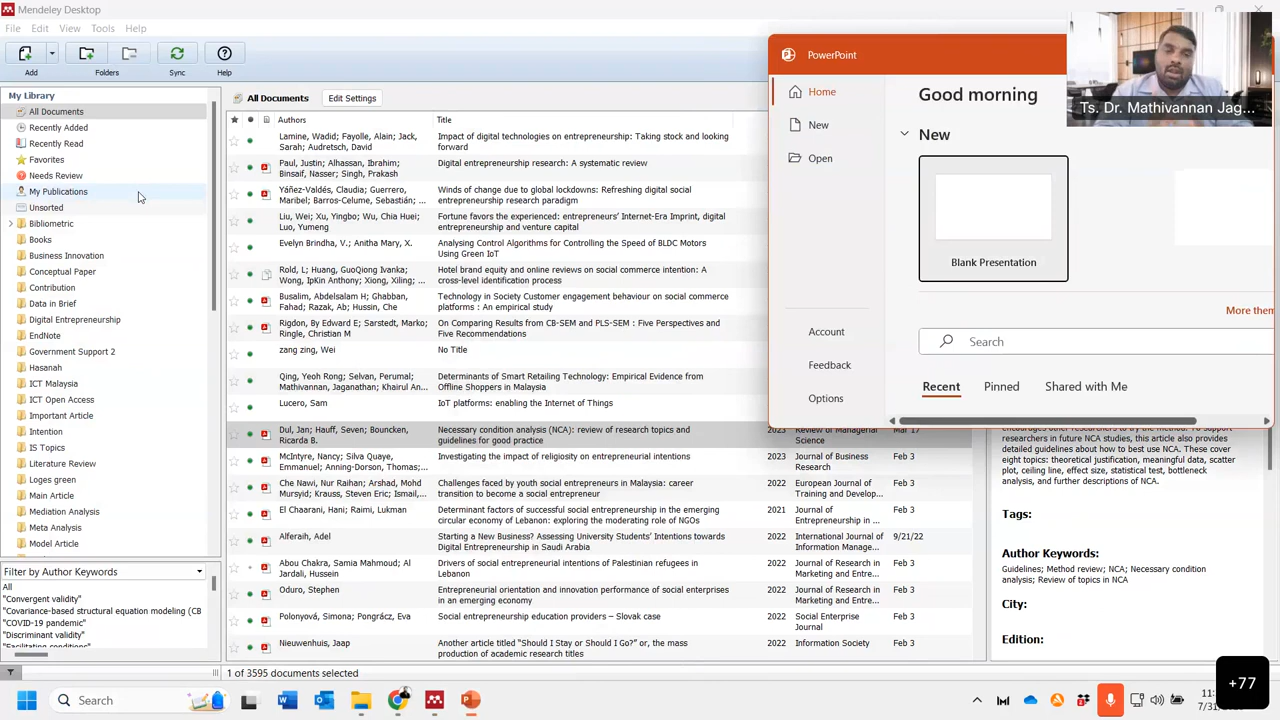 Mendeley Desktop
File Edit View Tools Help
Add Folders Sync Help
My Library
All Documents
Recently Added
Recently Read
Favorites
Needs Review
My Publications
Unsorted
Bibliometric
Books
Business Innovation
Conceptual Paper
Contribution
Data in Brief
Digital Entrepreneurship
EndNote
Government Support 2
Hasanah
ICT Malaysia
ICT Open Access
Important Article
Intention
IS Topics
Literature Review
Loges green
Main Article
Mediation Analysis
Meta Analysis
Model Article
Filter by Author Keywords
All
"Convergent validity"
"Covariance-based structural equation modeling (CB
"COVID-19 pandemic"
"Discriminant validity"
"Facilitating conditions"
All Documents Edit Settings
Authors Title
Lamine, Wadid; Fayolle, Alain; Jack, Impact of digital technologies on entrepreneurship: Taking stock and looking
Sarah; Audretsch, David forward
Paul, Justin; Alhassan, Ibrahim; Digital entrepreneurship research: A systematic review
Binsaif, Nasser; Singh, Prakash
Yáñez-Valdés, Claudia; Guerrero, Winds of change due to global lockdowns: Refreshing digital social
Maribel; Barros-Celume, Sebastián; ... entrepreneurship research paradigm
Liu, Wei; Xu, Yingbo; Wu, Chia Huei; Fortune favors the experienced: entrepreneurs' Internet-Era Imprint, digital
Luo, Yumeng entrepreneurship and venture capital
Evelyn Brindha, V.; Anitha Mary, X. Analysing Control Algorithms for Controlling the Speed of BLDC Motors
Using Green IoT
Rold, L; Huang, GuoQiong Ivanka; Hotel brand equity and online reviews on social commerce intention: A
Wong, IpKin Anthony; Xiong, Xiling; ... cross-level identification process
Busalim, Abdelsalam H; Ghabban, Technology in Society Customer engagement behaviour on social commerce
Fahad; Razak, Ab; Hussin, Che platforms : An empirical study
Rigdon, By Edward E; Sarstedt, Marko; On Comparing Results from CB-SEM and PLS-SEM : Five Perspectives and
Ringle, Christian M Five Recommendations
zang zing, Wei No Title
Qing, Yeoh Rong; Selvan, Perumal; Determinants of Smart Retailing Technology: Empirical Evidence from
Mathivannan, Jaganathan; Khairul An... Offline Shoppers in Malaysia
Lucero, Sam IoT platforms: enabling the Internet of Things
Dul, Jan; Hauff, Seven; Bouncken, Necessary condition analysis (NCA): review of research topics and 2023 Review of Managerial Mar 17
Ricarda B. guidelines for good practice Science
McIntyre, Nancy; Silva Quaye, Investigating the impact of religiosity on entrepreneurial intentions 2023 Journal of Business Feb 3
Emmanuel; Anning-Dorson, Thomas;... Research
Che Nawi, Nur Raihan; Arshad, Mohd Challenges faced by youth social entrepreneurs in Malaysia: career 2022 European Journal of Feb 3
Mursyid; Krauss, Steven Eric; Ismail,... transition to become a social entrepreneur Training and Develop...
El Chaarani, Hani; Raimi, Lukman Determinant factors of successful social entrepreneurship in the emerging 2021 Journal of Feb 3
circular economy of Lebanon: exploring the moderating role of NGOs Entrepreneurship in ...
Alferaih, Adel Starting a New Business? Assessing University Students' Intentions towards 2022 International Journal of 9/21/22
Digital Entrepreneurship in Saudi Arabia Information Manage...
Abou Chakra, Samia Mahmoud; Al Drivers of social entrepreneurial intentions of Palestinian refugees in 2022 Journal of Research in Feb 3
Jardali, Hussein Lebanon Marketing and Entre...
Oduro, Stephen Entrepreneurial orientation and innovation performance of social enterprises 2022 Journal of Research in Feb 3
in an emerging economy Marketing and Entre...
Polonyová, Simona; Pongrácz, Eva Social entrepreneurship education providers – Slovak case 2022 Social Enterprise Feb 3
Journal
Nieuwenhuis, Jaap Another article titled "Should I Stay or Should I Go?", or, the mass 2022 Information Society Feb 3
production of academic research titles
1 of 3595 documents selected
PowerPoint
Home
New
Open
Account
Feedback
Options
Good morning
New
Blank Presentation
More them
Search
Recent Pinned Shared with Me
Ts. Dr. Mathivannan Jag...
researchers in future NCA studies, this article also provides
detailed guidelines about how to best use NCA. These cover
eight topics: theoretical justification, meaningful data, scatter
plot, ceiling line, effect size, statistical test, bottleneck
analysis, and further descriptions of NCA.
Tags:
Author Keywords:
Guidelines; Method review; NCA; Necessary condition
analysis; Review of topics in NCA
City:
Edition:
+77
Search
11:
7/31/2